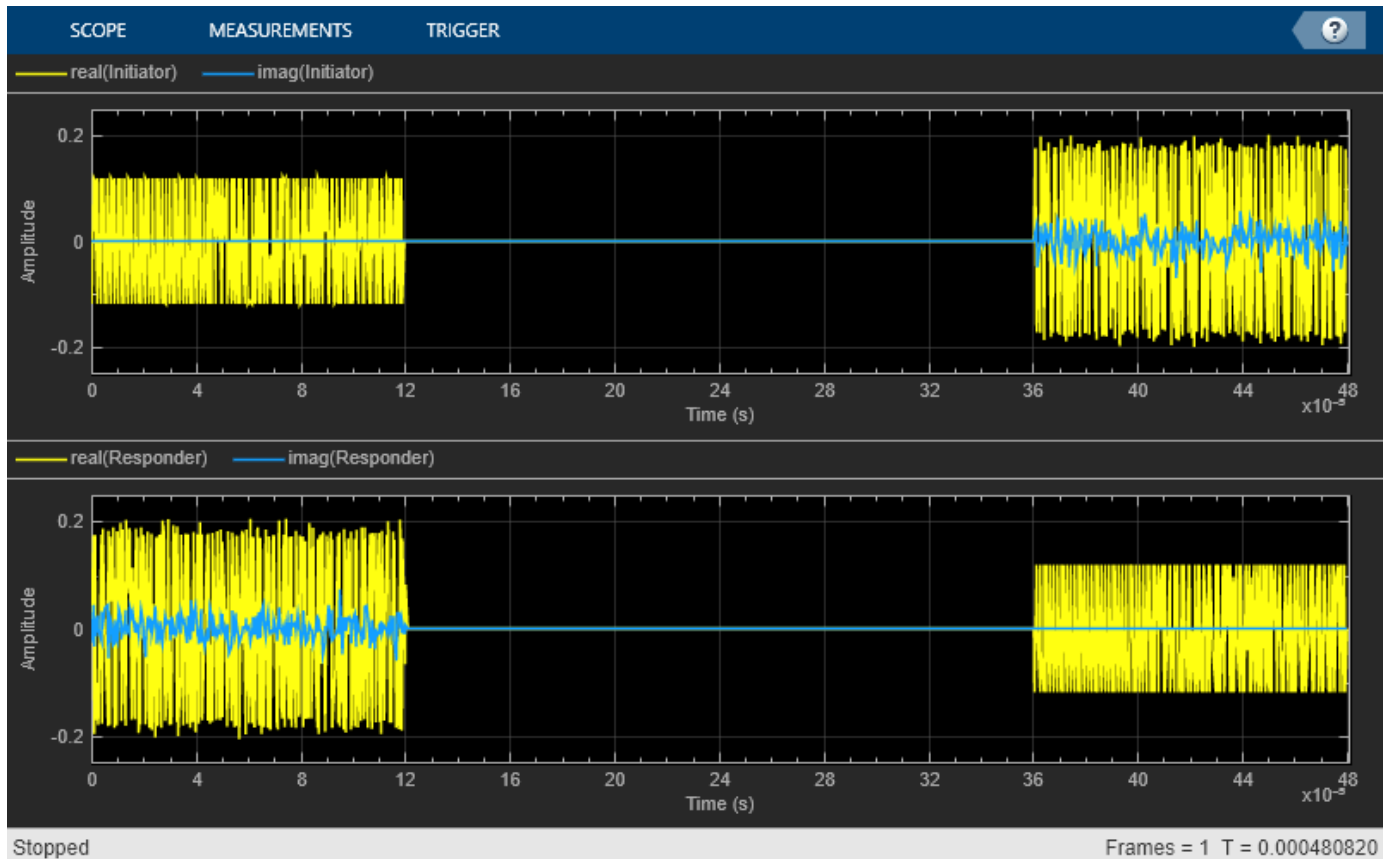 SCOPE MEASUREMENTS TRIGGER ?
real(Initiator) imag(Initiator)
0.2
0
-0.2
Amplitude
0 4 8 12 16 20 24 28 32 36 40 44 48
Time (s) x10⁻⁵
real(Responder) imag(Responder)
0.2
0
-0.2
Amplitude
0 4 8 12 16 20 24 28 32 36 40 44 48
Time (s) x10⁻⁵
Stopped Frames = 1 T = 0.000480820